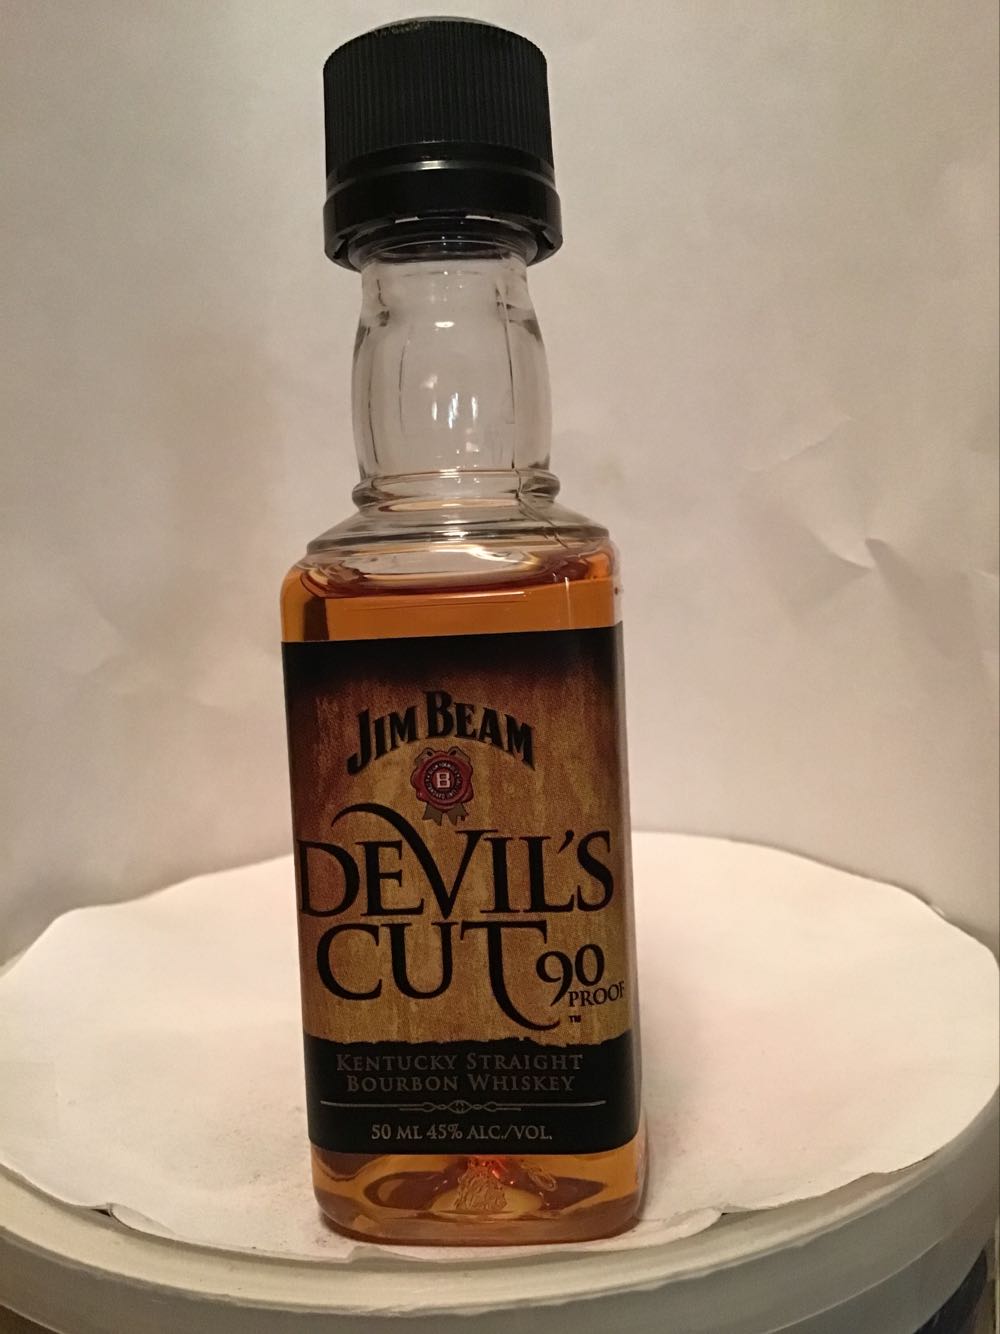 JIM BEAM
B
DEVIL'S
CUT 90
PROOF
™
KENTUCKY STRAIGHT
BOURBON WHISKEY
50 ML 45% ALC./VOL.